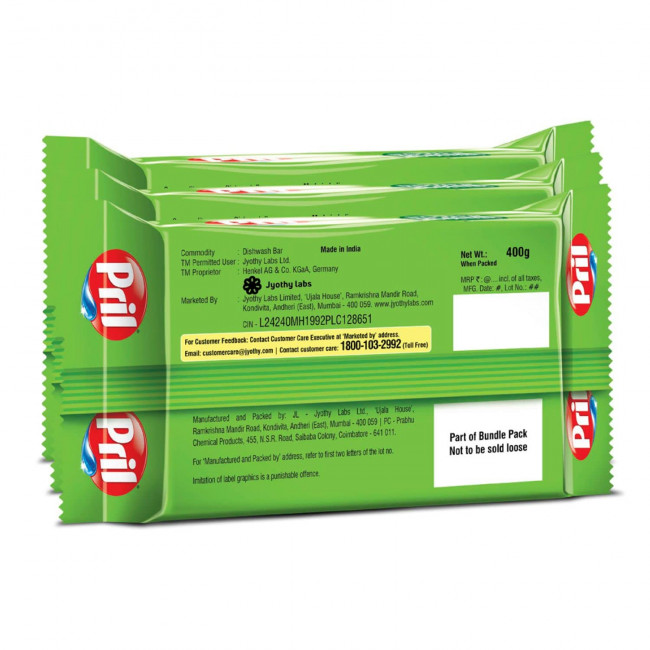 Commodity : Dishwash Bar
Made in India
TM Permitted User : Jyothy Labs Ltd.
TM Proprietor : Henkel AG & Co. KGaA, Germany
Jyothy labs
Marketed By : Jyothy Labs Limited, 'Ujala House', Ramkrishna Mandir Road,
Kondivita, Andheri (East), Mumbai - 400 059. www.jyothylabs.com
CIN - L24240MH1992PLC128651
For Customer Feedback: Contact Customer Care Executive at 'Marketed by' address.
Email: customercare@jyothy.com | Contact customer care: 1800-103-2992 (Toll Free)
Net Wt.: 400g
When Packed
MRP ₹ :@ ...incl. of all taxes,
MFG. Date: #. Lot No.: ##
Pril
Pril
Manufactured and Packed by: JL - Jyothy Labs Ltd., 'Ujala House',
Ramkrishna Mandir Road, Kondivita, Andheri (East), Mumbai - 400 059 | PC - Prabhu
Chemical Products, 455, N.S.R. Road, Saibaba Colony, Coimbatore - 641 011.
For 'Manufactured and Packed by' address, refer to first two letters of the lot no.
Imitation of label graphics is a punishable offence.
Part of Bundle Pack
Not to be sold loose
Pril
Pril